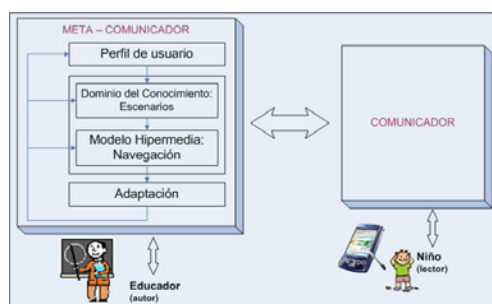 META – COMUNICADOR
Perfil de usuario
Dominio del Conocimiento:
Escenarios
Modelo Hipermedia:
Navegación
Adaptación
COMUNICADOR
Educador
(autor)
Niño
(lector)